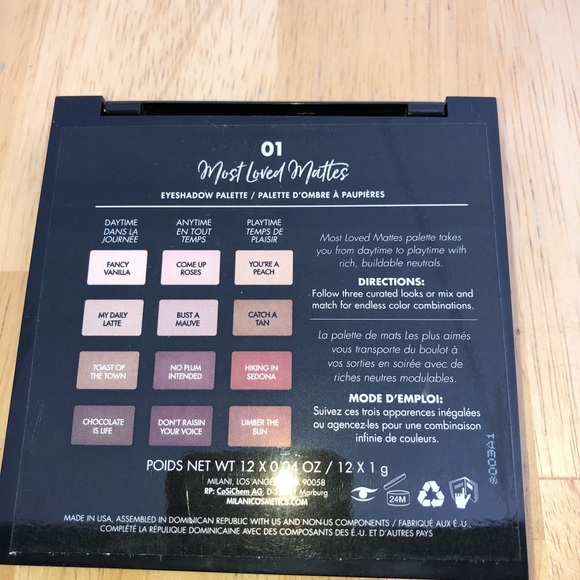 01
Most Loved Mattes
EYESHADOW PALETTE / PALETTE D'OMBRE À PAUPIÈRES
DAYTIME
DANS LA
JOURNÉE
ANYTIME
EN TOUT
TEMPS
PLAYTIME
TEMPS DE
PLAISIR
FANCY
VANILLA
COME UP
ROSES
YOU'RE A
PEACH
MY DAILY
LATTE
BUST A
MAUVE
CATCH A
TAN
TOAST OF
THE TOWN
NO PLUM
INTENDED
HIKING IN
SEDONA
CHOCOLATE
IS LIFE
DON'T RAISIN
YOUR VOICE
UMBER THE
SUN
Most Loved Mattes palette takes
you from daytime to playtime with
rich, buildable neutrals.
DIRECTIONS:
Follow three curated looks or mix and
match for endless color combinations.
La palette de mats Les plus aimés
vous transporte du boulot à
vos sorties en soirée avec de
riches neutres modulables.
MODE D'EMPLOI:
Suivez ces trois apparences inégalées
ou agencez-les pour une combinaison
infinie de couleurs.
8003A1
POIDS NET WT 12 X 0.04 OZ / 12 X 1 g
MILANI, LOS ANGELES, CA 90058
RP: CoSiChem AG, Marburg
MILANICOSMETICS.COM
24M
MADE IN USA, ASSEMBLED IN DOMINICAN REPUBLIC WITH US AND NON-US COMPONENTS / FABRIQUÉ AUX É.-U.
COMPLÉTÉ LA RÉPUBLIQUE DOMINICAINE AVEC DES COMPOSANTS DES É.-U. ET D'AUTRES PAYS